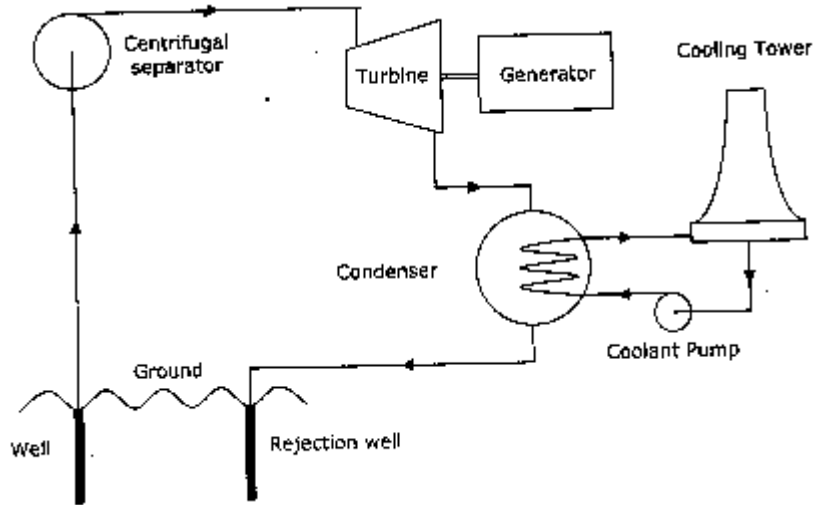 Centrifugal
separator
Turbine
Generator
Cooling Tower
Condenser
Coolant Pump
Ground
Well
Rejection well